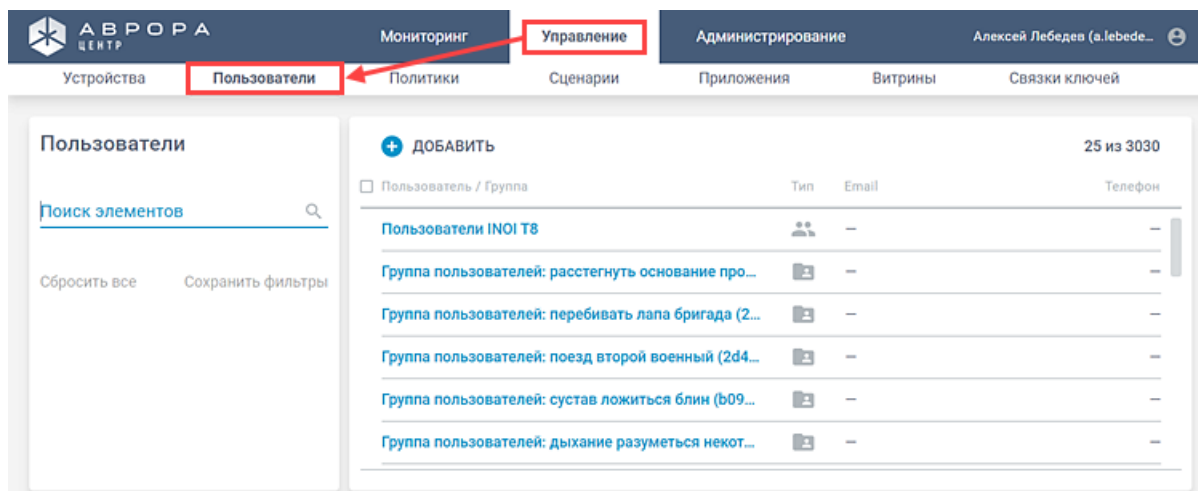 АВРОРА
ЦЕНТР
Мониторинг Управление Администрирование Алексей Лебедев (a.lebede...
Устройства Пользователи Политики Сценарии Приложения Витрины Связки ключей
Пользователи
Поиск элементов
Сбросить все Сохранить фильтры
ДОБАВИТЬ 25 из 3030
Пользователь / Группа Тип Email Телефон
Пользователи INOI T8 — —
Группа пользователей: расстегнуть основание про... — —
Группа пользователей: перебивать лапа бригада (2... — —
Группа пользователей: поезд второй военный (2d4... — —
Группа пользователей: сустав ложиться блин (b09... — —
Группа пользователей: дыхание разуметься некот... — —